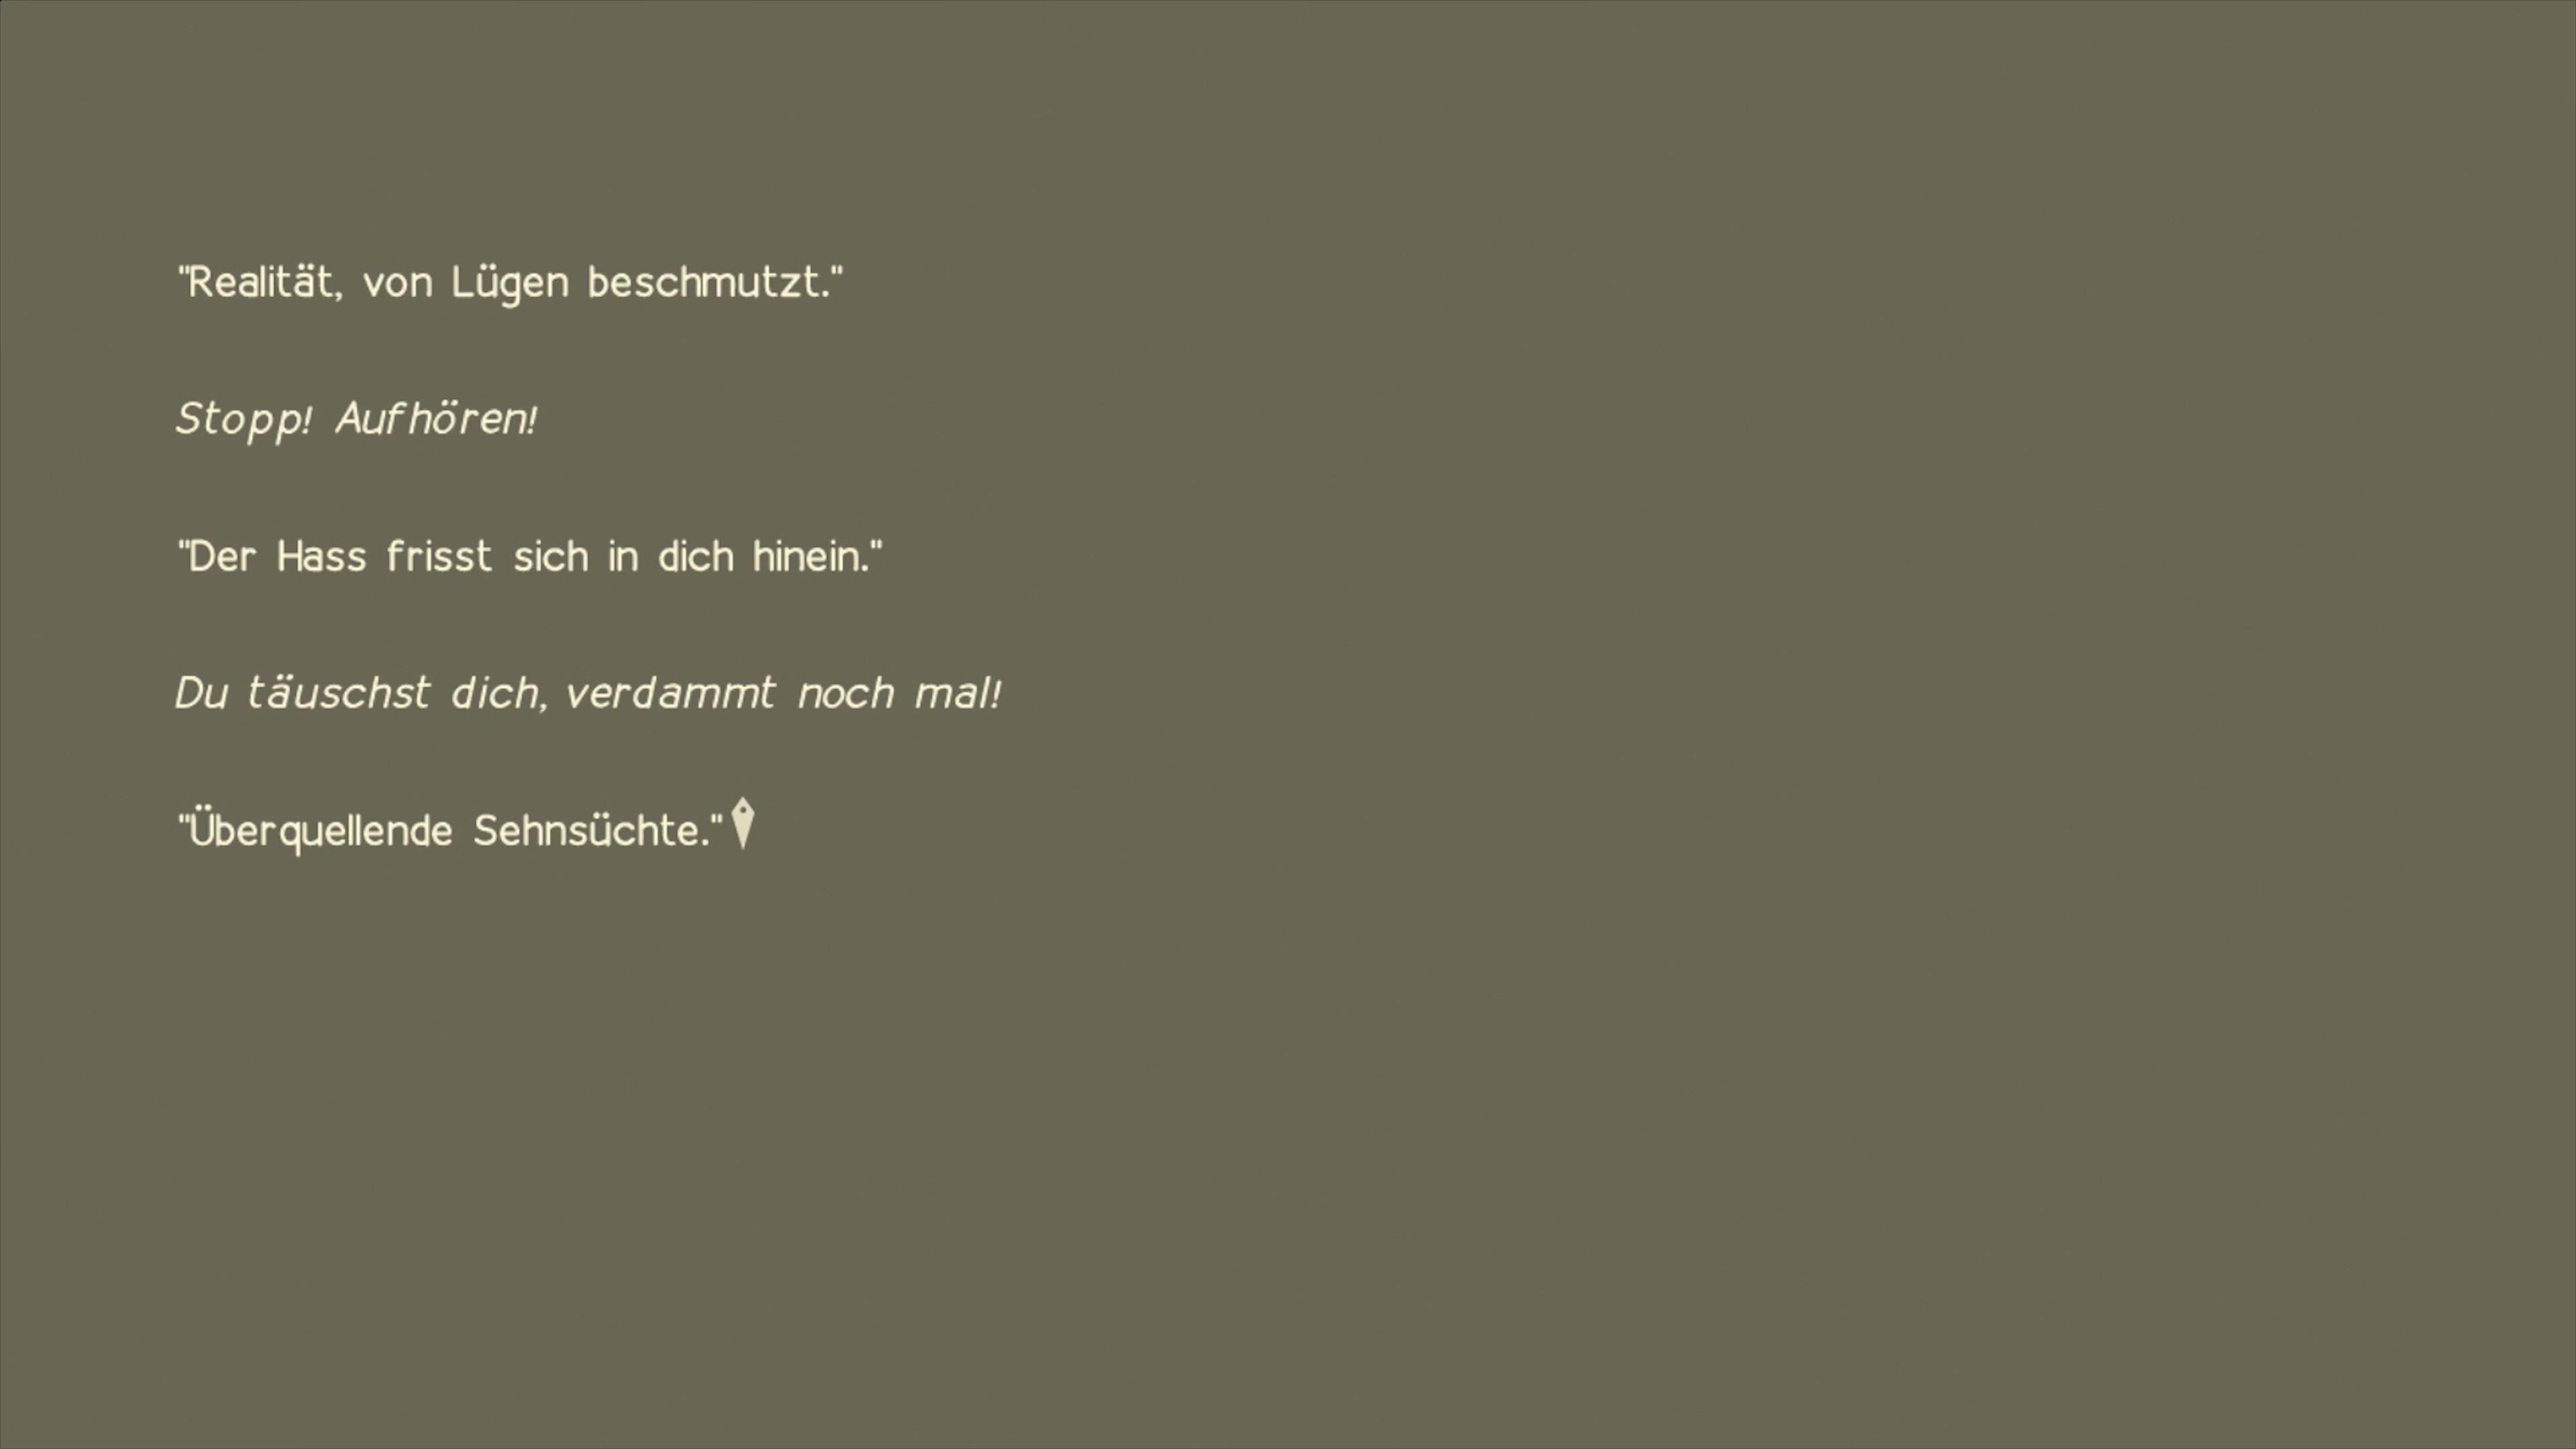 "Realität, von Lügen beschmutzt."
Stopp! Aufhören!
"Der Hass frisst sich in dich hinein."
Du täuschst dich, verdammt noch mal!
"Überquellende Sehnsüchte."